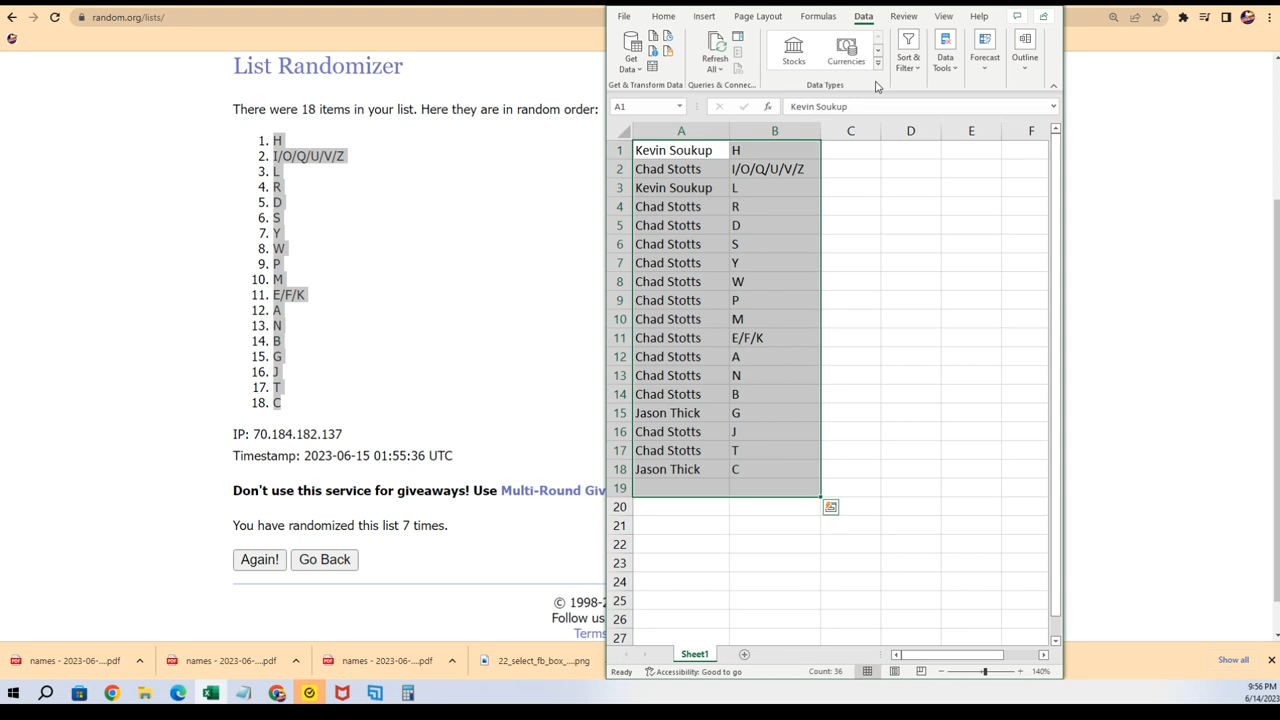 random.org/lists/
List Randomizer
There were 18 items in your list. Here they are in random order:
1. H
2. I/O/Q/U/V/Z
3. L
4. R
5. D
6. S
7. Y
8. W
9. P
10. M
11. E/F/K
12. A
13. N
14. B
15. G
16. J
17. T
18. C
IP: 70.184.182.137
Timestamp: 2023-06-15 01:55:36 UTC
Don't use this service for giveaways! Use Multi-Round Giv
You have randomized this list 7 times.
Again! Go Back
© 1998-2
Follow us
Terms
File Home Insert Page Layout Formulas Data Review View Help
Get Data Refresh All Stocks Currencies Sort & Filter Data Tools Forecast Outline
Get & Transform Data Queries & Connec... Data Types
A1 fx Kevin Soukup
A B C D E F
1 Kevin Soukup H
2 Chad Stotts I/O/Q/U/V/Z
3 Kevin Soukup L
4 Chad Stotts R
5 Chad Stotts D
6 Chad Stotts S
7 Chad Stotts Y
8 Chad Stotts W
9 Chad Stotts P
10 Chad Stotts M
11 Chad Stotts E/F/K
12 Chad Stotts A
13 Chad Stotts N
14 Chad Stotts B
15 Jason Thick G
16 Chad Stotts J
17 Chad Stotts T
18 Jason Thick C
19
20
21
22
23
24
25
26
27
Sheet1
Ready Accessibility: Good to go Count: 36 140%
names - 2023-06-....pdf names - 2023-06-....pdf names - 2023-06-....pdf 22_select_fb_box_....png Show all
9:56 PM
6/14/2023